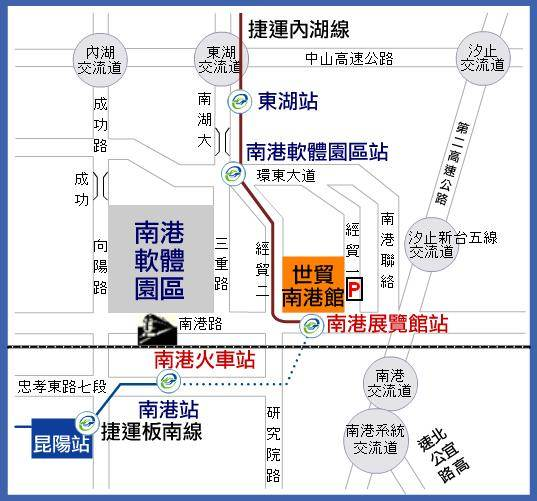 捷運內湖線
內湖
交流道
東湖
交流道
中山高速公路
汐止
交流道
成功路
南湖大
東湖站
第二高速公路
南港軟體園區站
環東大道
成功
向陽路
南港
軟體
園區
三重路
經貿二
經貿一
南港聯絡
汐止新台五線
交流道
世貿
南港館
P
南港路
南港展覽館站
南港火車站
忠孝東路七段
南港站
捷運板南線
昆陽站
研究院路
南港
交流道
南港系統
交流道
北宜高速公路